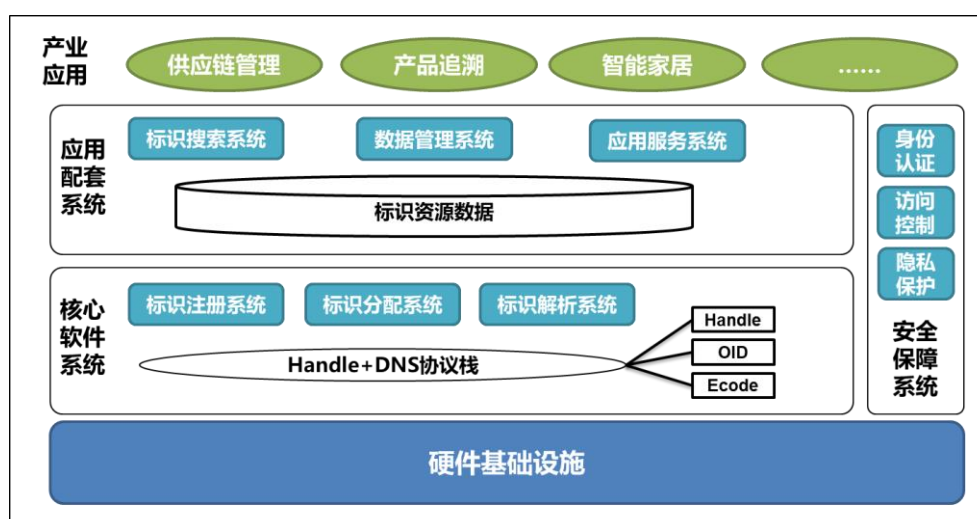 产业
应用
供应链管理
产品追溯
智能家居
......
应用
配套
系统
标识搜索系统
数据管理系统
应用服务系统
标识资源数据
核心
软件
系统
标识注册系统
标识分配系统
标识解析系统
Handle+DNS协议栈
Handle
OID
Ecode
身份
认证
访问
控制
隐私
保护
安全
保障
系统
硬件基础设施